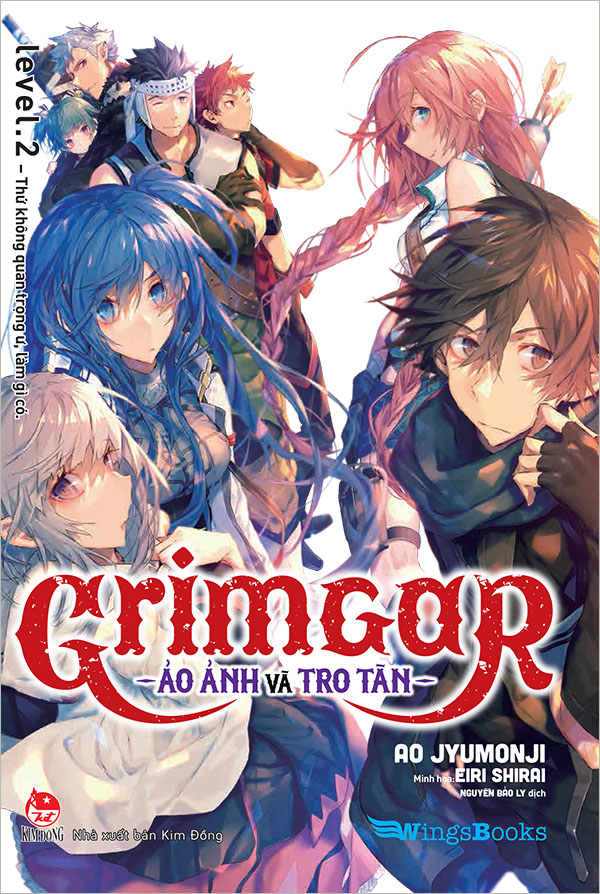 level.2 – Thứ không quan trọng ư, làm gì có.
Grimgar
–ẢO ẢNH VÀ TRO TÀN–
AO JYUMONJI
Minh họa: EIRI SHIRAI
NGUYÊN BẢO LY dịch
WingsBooks
KIM ĐỒNG
Nhà xuất bản Kim Đồng